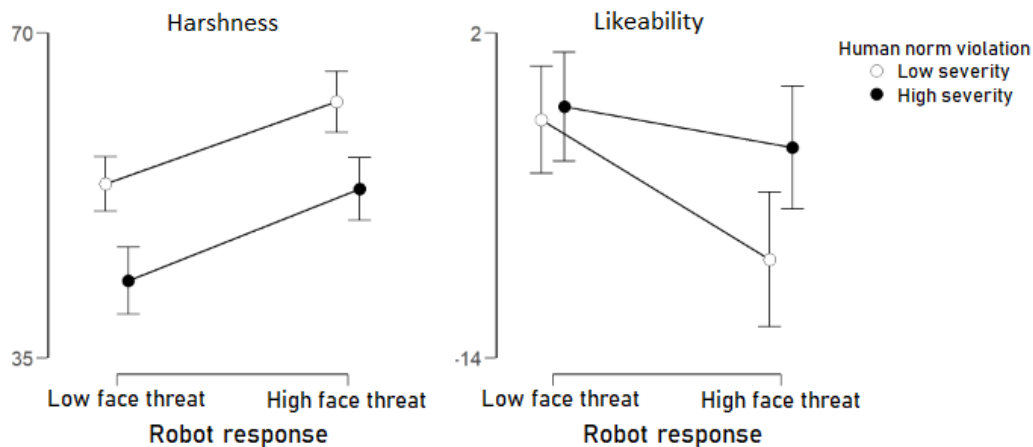 Harshness
70
35
Low face threat
High face threat
Robot response
Likeability
2
-14
Low face threat
High face threat
Robot response
Human norm violation
Low severity
High severity